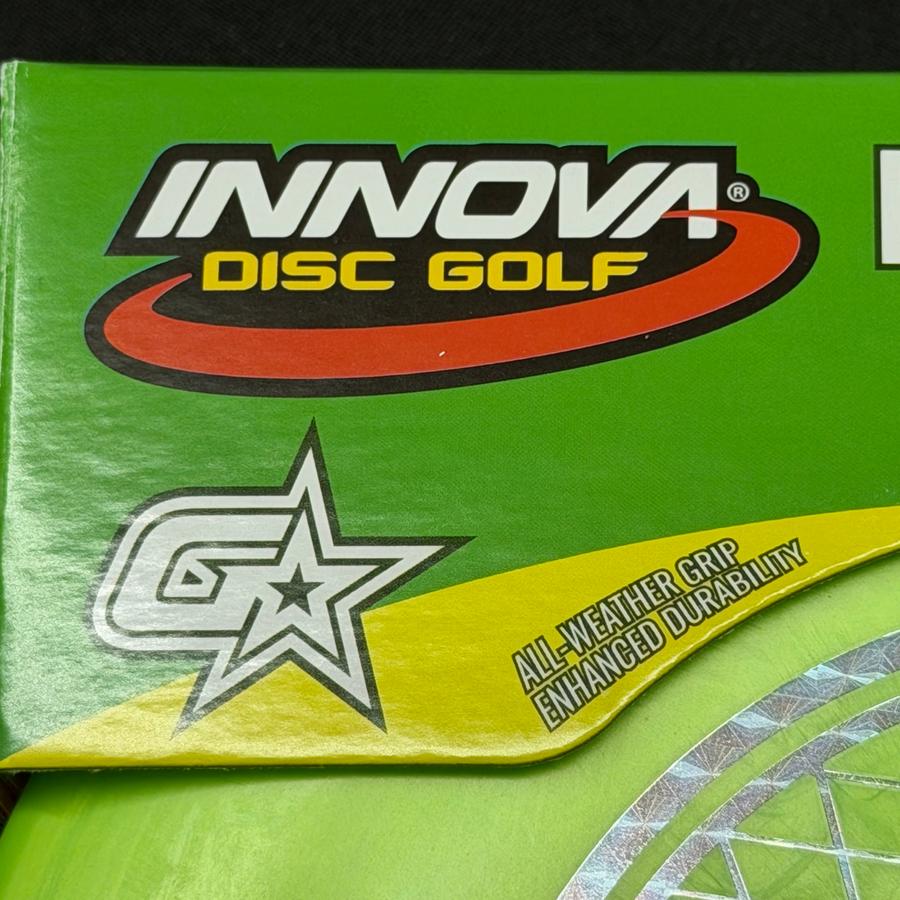 INNOVA®
DISC GOLF
G
ALL-WEATHER GRIP
ENHANCED DURABILITY